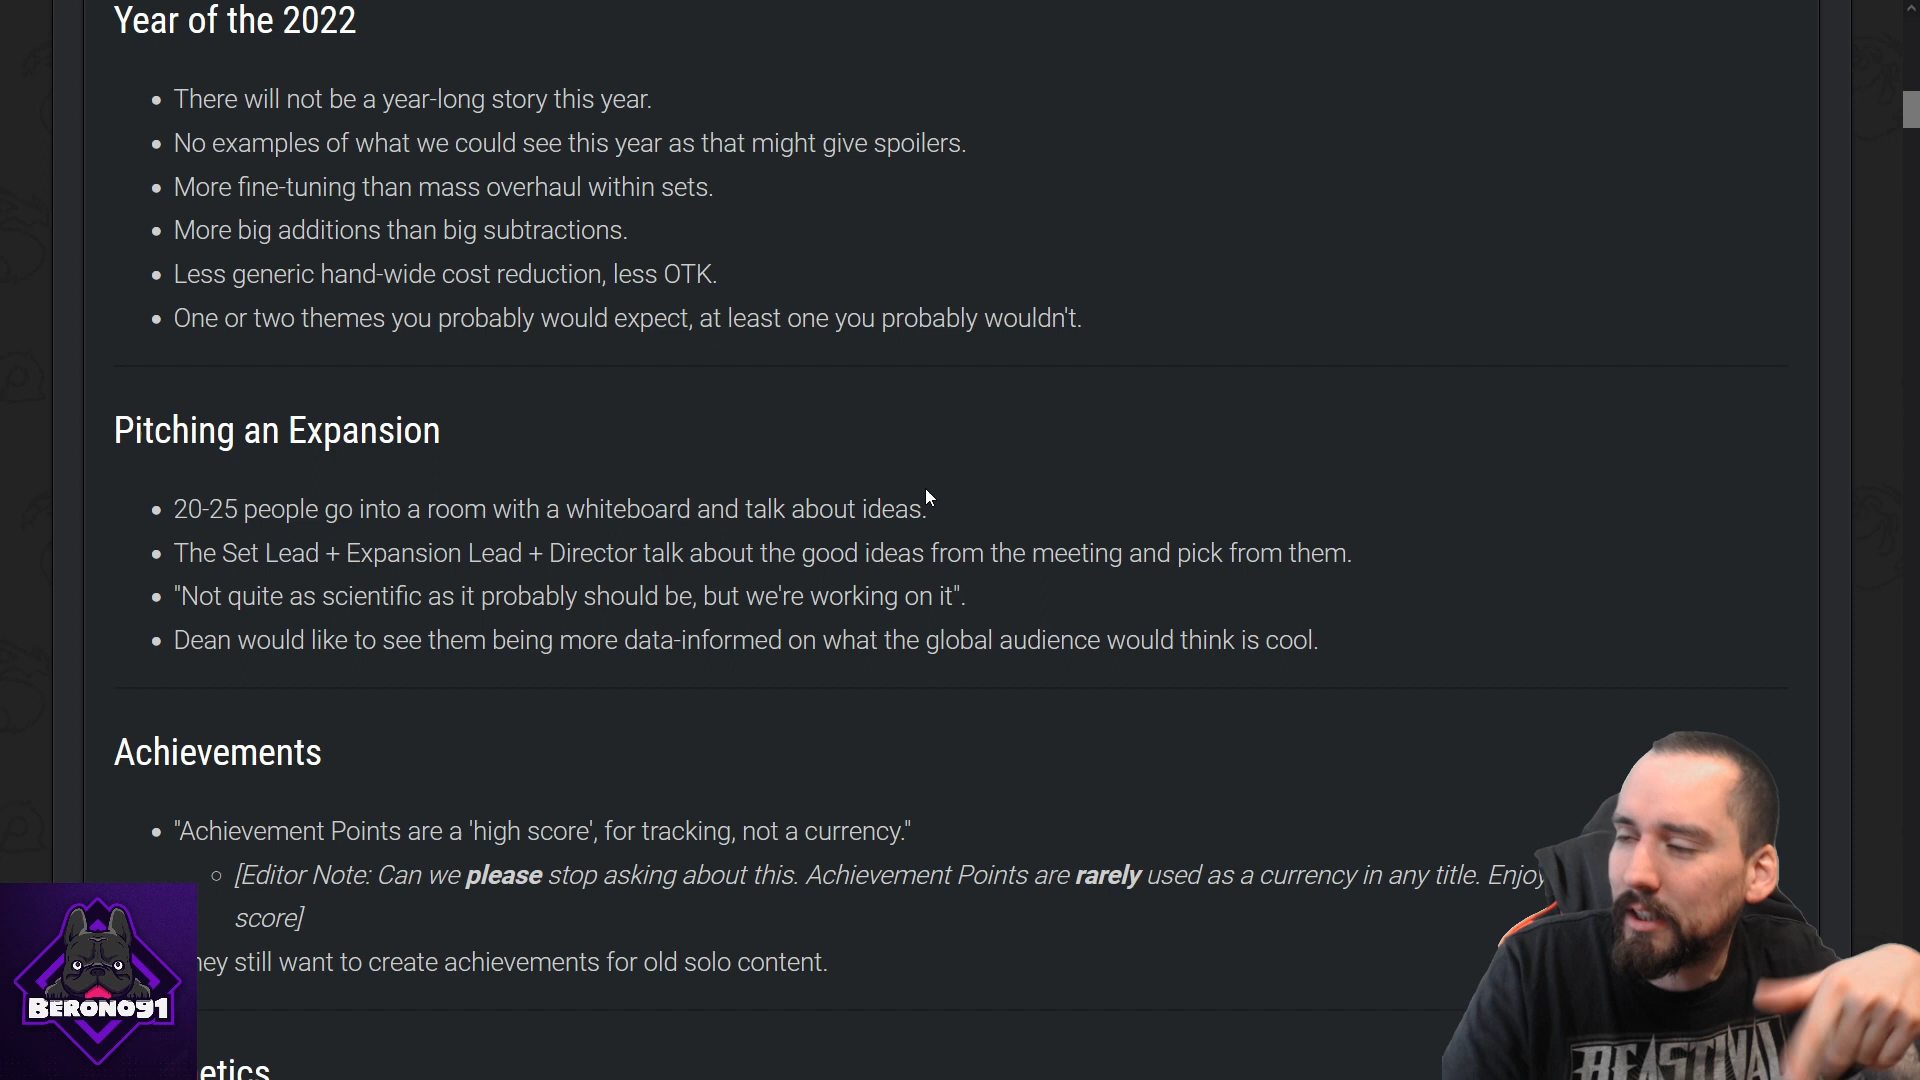 Year of the 2022
There will not be a year-long story this year.
No examples of what we could see this year as that might give spoilers.
More fine-tuning than mass overhaul within sets.
More big additions than big subtractions.
Less generic hand-wide cost reduction, less OTK.
One or two themes you probably would expect, at least one you probably wouldn't.
Pitching an Expansion
20-25 people go into a room with a whiteboard and talk about ideas.
The Set Lead + Expansion Lead + Director talk about the good ideas from the meeting and pick from them.
"Not quite as scientific as it probably should be, but we're working on it".
Dean would like to see them being more data-informed on what the global audience would think is cool.
Achievements
"Achievement Points are a 'high score', for tracking, not a currency."
[Editor Note: Can we please stop asking about this. Achievement Points are rarely used as a currency in any title. Enjoy
score]
hey still want to create achievements for old solo content.
etics
BERONO91
BEASTIVAL